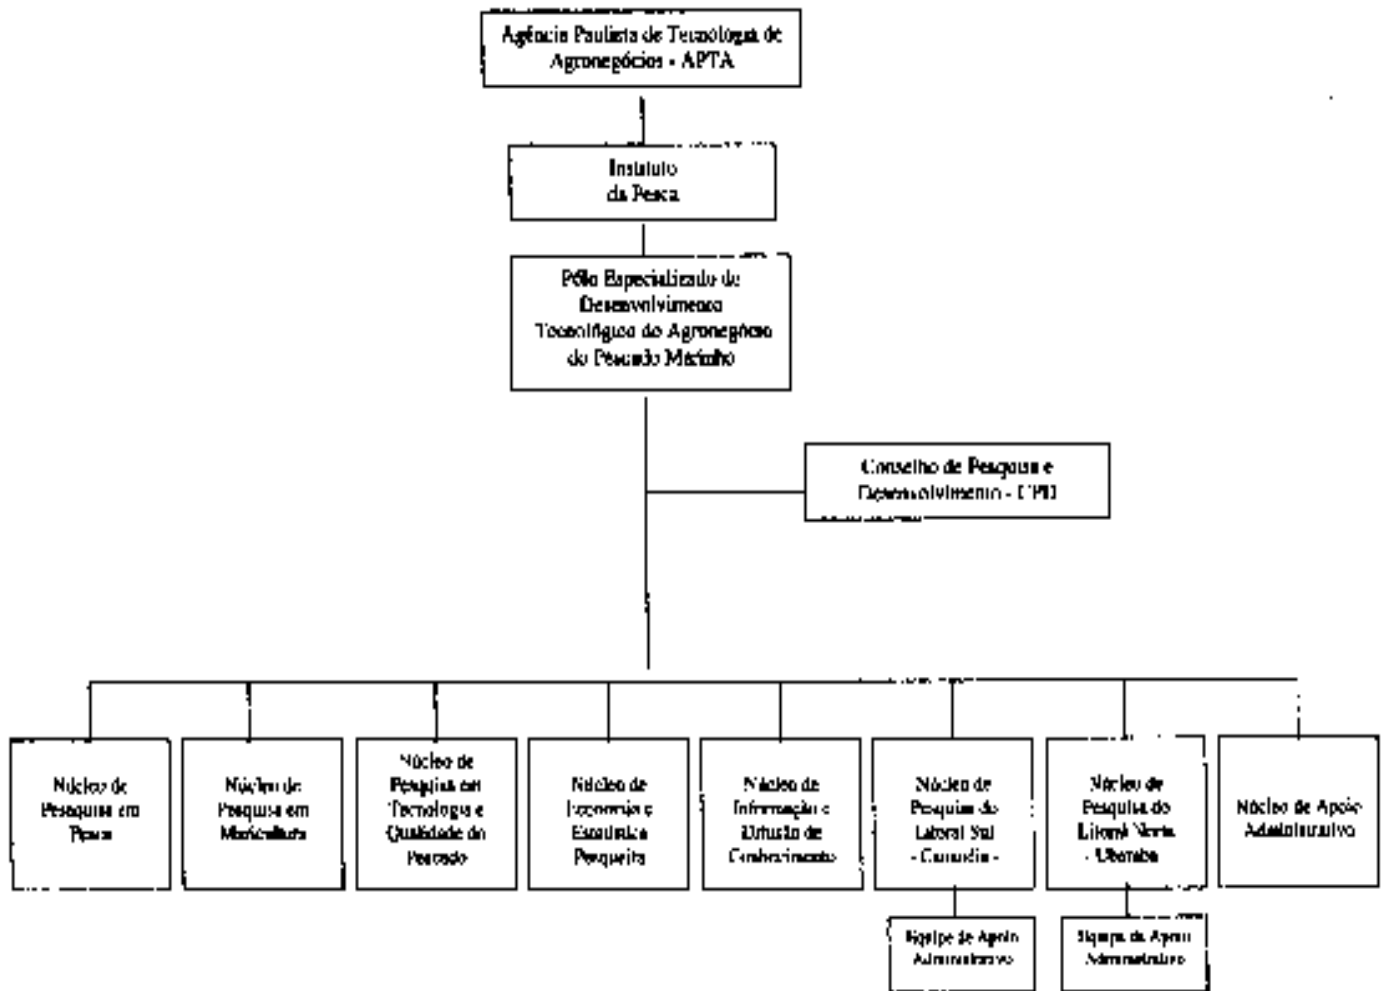 Agência Paulista de Tecnologia de
Agronegócios - APTA
Instituto
da Pesca
Pólo Especializado de
Desenvolvimento
Tecnológico do Agronegócio
do Pescado Marinho
Conselho de Pesquisa e
Desenvolvimento - CPD
Núcleo de
Pesquisa em
Pesca
Núcleo de
Pesquisa em
Maricultura
Núcleo de
Pesquisa em
Tecnologia e
Qualidade do
Pescado
Núcleo de
Economia e
Estatística
Pesqueira
Núcleo de
Informação e
Difusão de
Conhecimento
Núcleo de
Pesquisa do
Litoral Sul
- Cananéia -
Núcleo de
Pesquisa do
Litoral Norte
- Ubatuba
Núcleo de Apoio
Administrativo
Equipe de Apoio
Administrativo
Equipe de Apoio
Administrativo